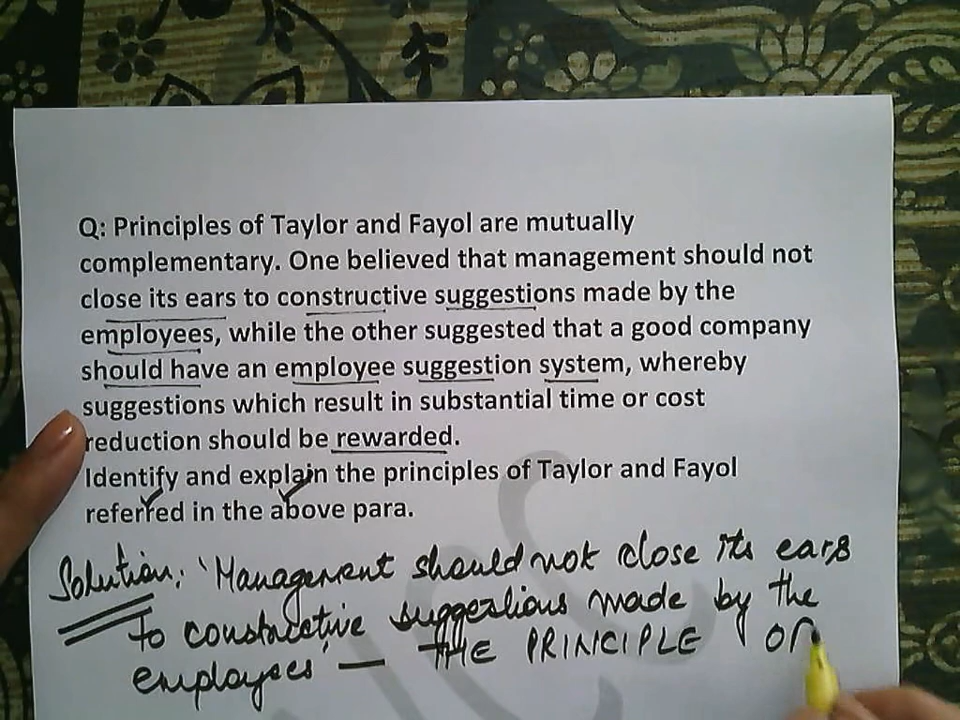 Q: Principles of Taylor and Fayol are mutually
complementary. One believed that management should not
close its ears to constructive suggestions made by the
employees, while the other suggested that a good company
should have an employee suggestion system, whereby
suggestions which result in substantial time or cost
reduction should be rewarded.
Identify and explain the principles of Taylor and Fayol
referred in the above para.
Solution: 'Management should not close its ears
to constructive suggestions made by the
employees' — THE PRINCIPLE OF